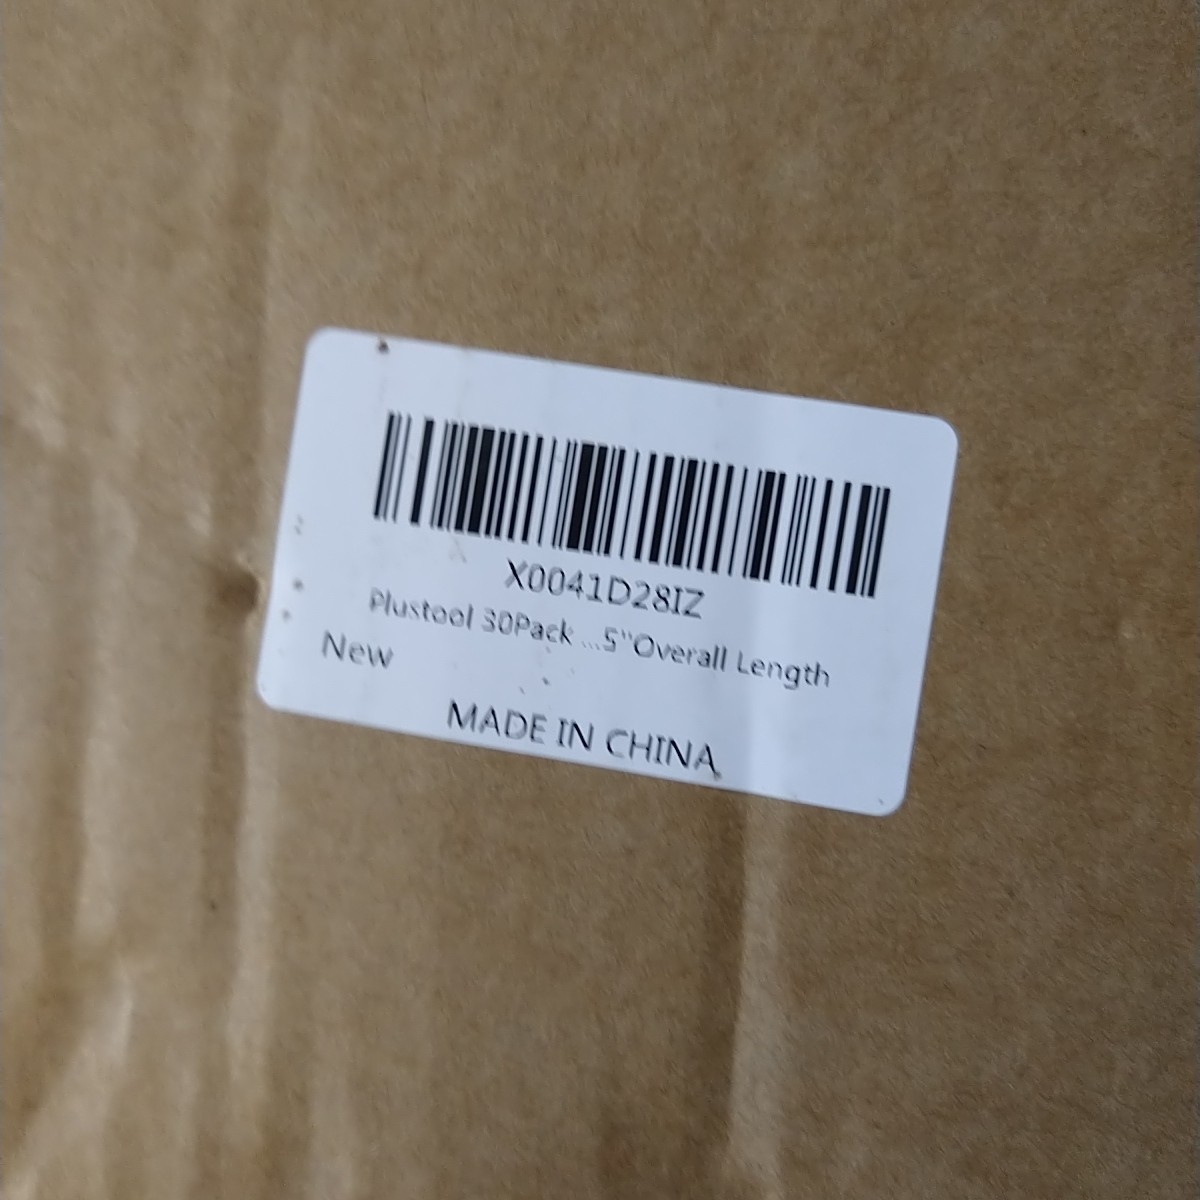 X0041D28IZ
Plustool 30Pack ...5"Overall Length
New
MADE IN CHINA